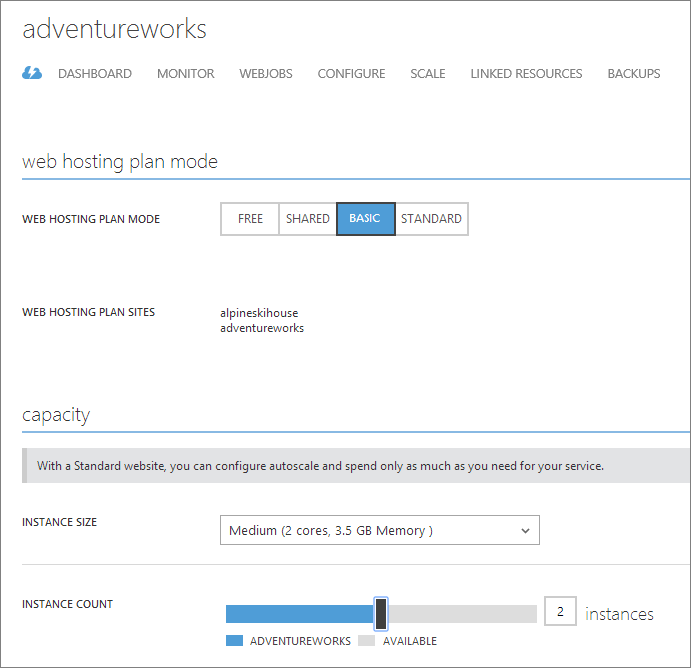 adventureworks
DASHBOARD MONITOR WEBJOBS CONFIGURE SCALE LINKED RESOURCES BACKUPS
web hosting plan mode
WEB HOSTING PLAN MODE FREE SHARED BASIC STANDARD
WEB HOSTING PLAN SITES alpineskihouse
adventureworks
capacity
With a Standard website, you can configure autoscale and spend only as much as you need for your service.
INSTANCE SIZE Medium (2 cores, 3.5 GB Memory )
INSTANCE COUNT 2 instances
ADVENTUREWORKS AVAILABLE